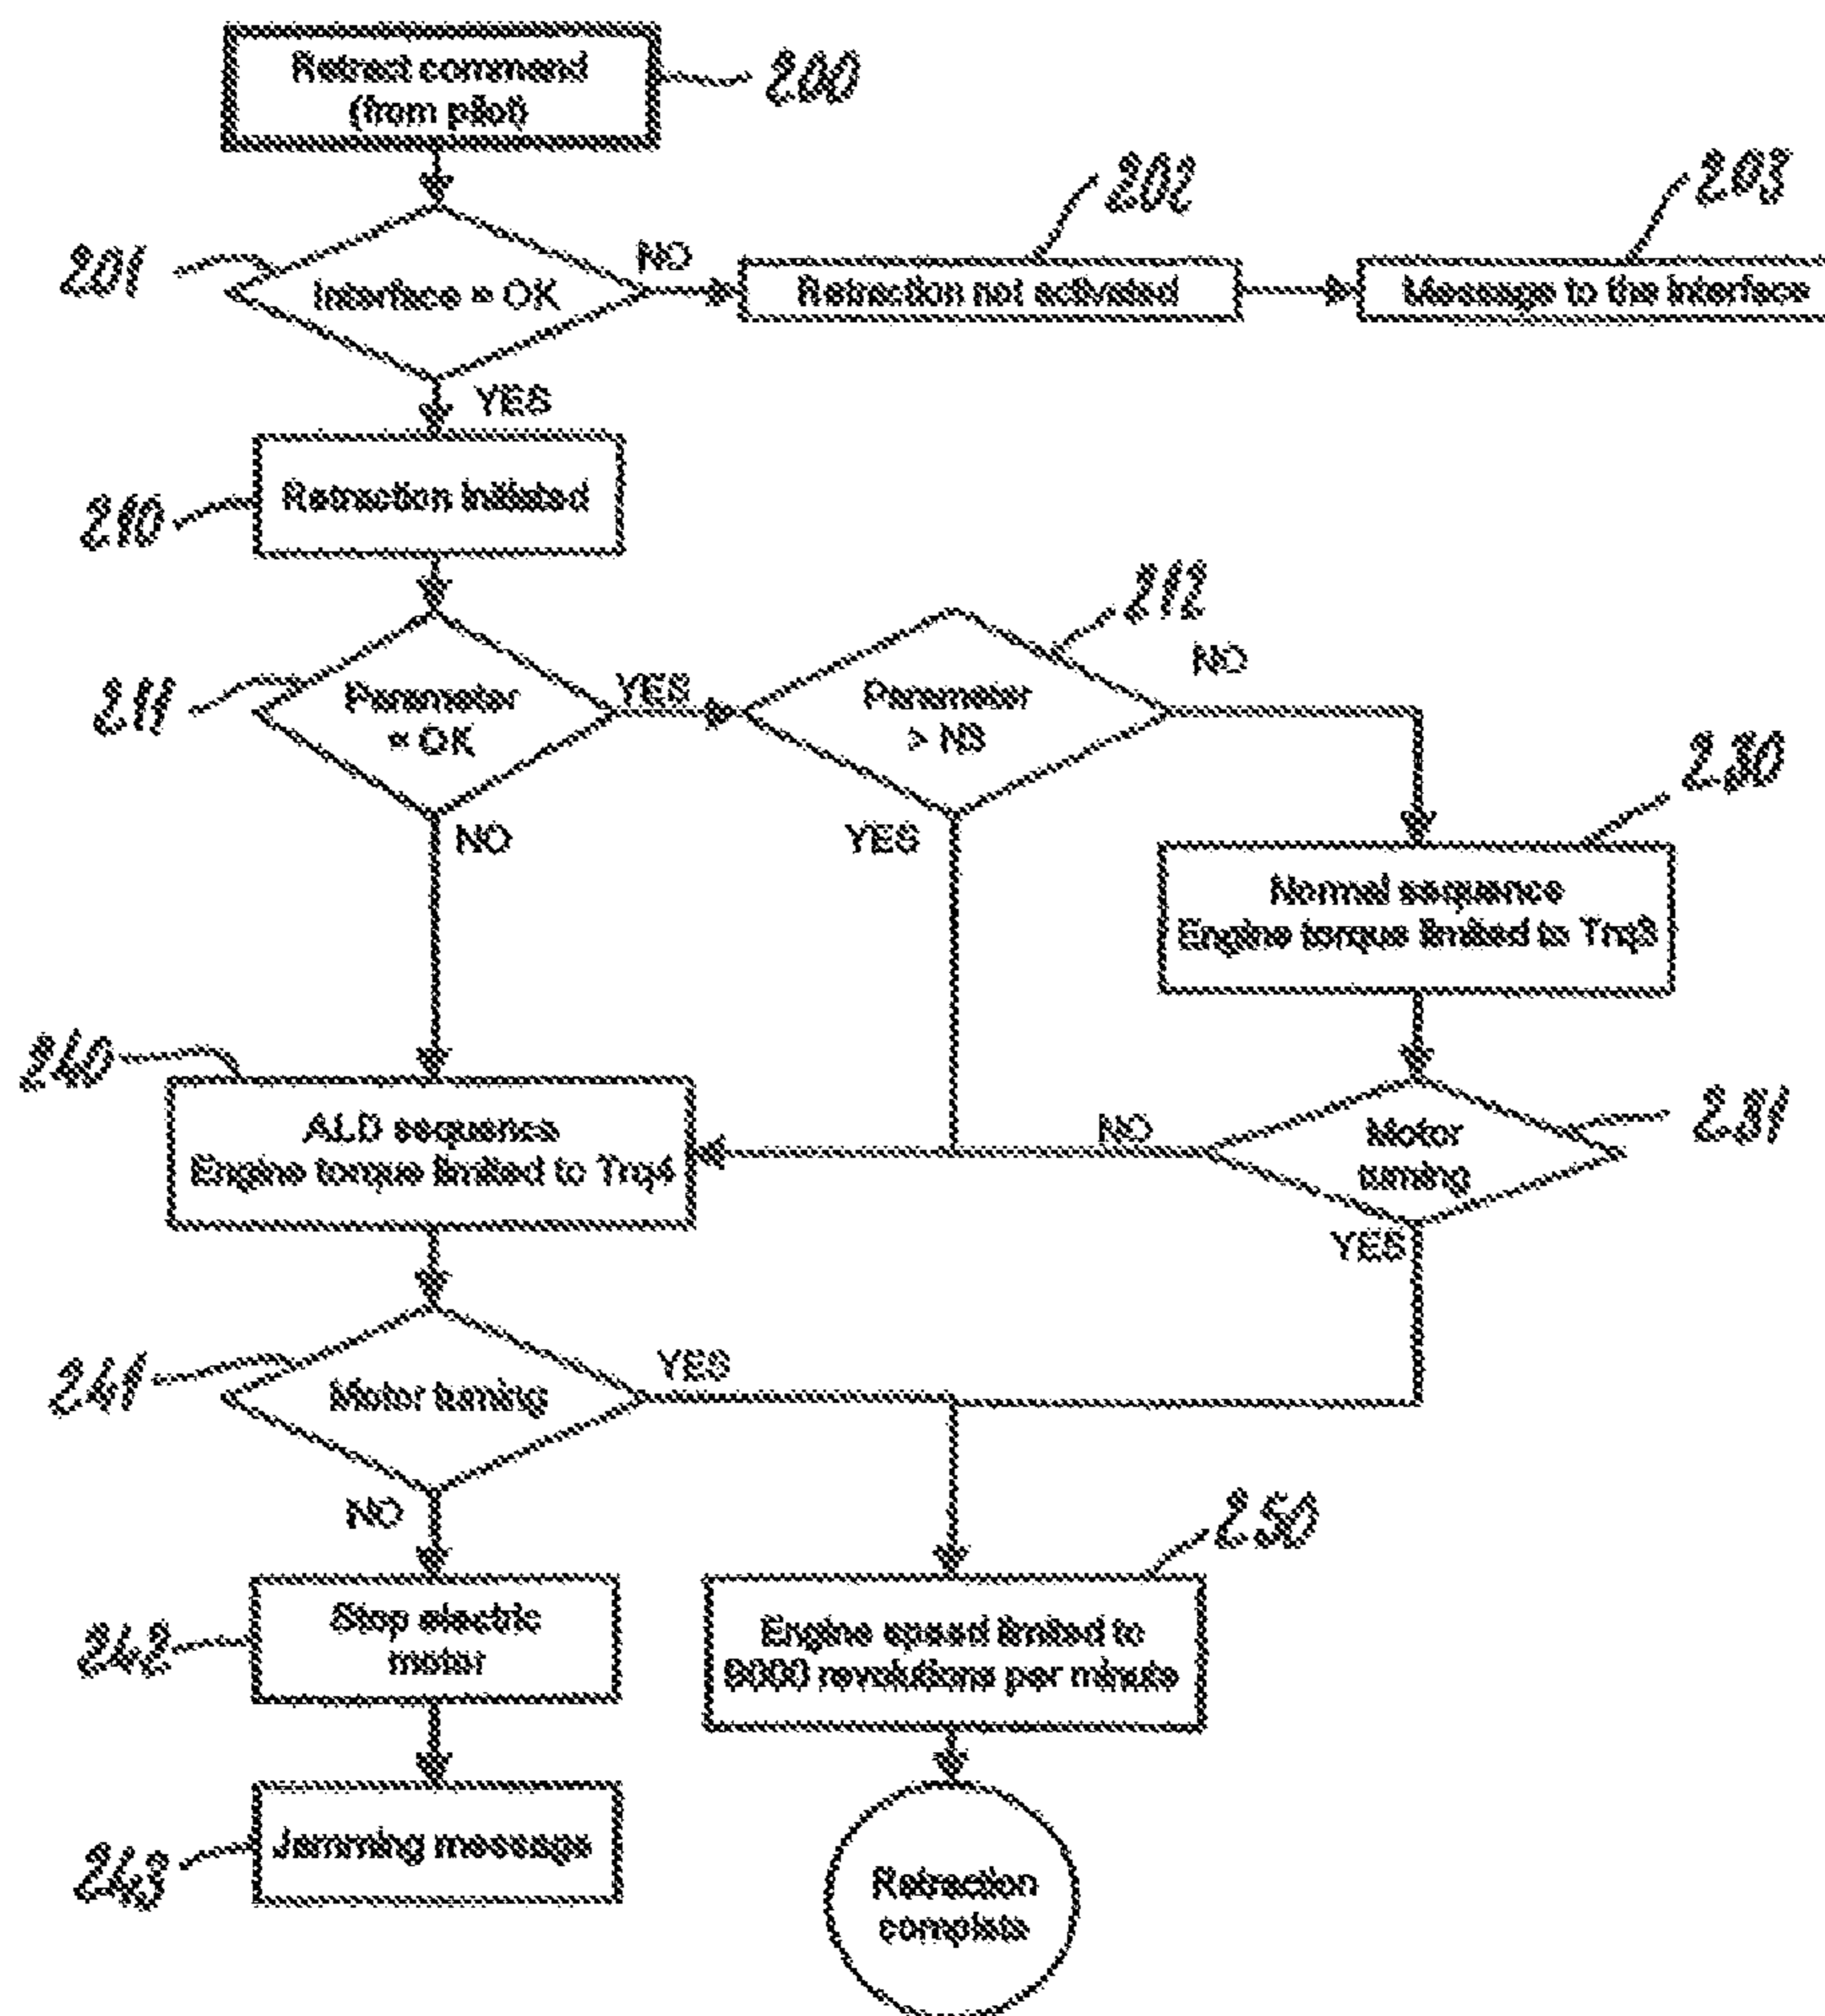 Retract command
(from pilot)
200
201
Interface = OK
NO
202
Retraction not activated
203
Message to the interface
YES
210
Retraction initiated
211
Parameter
= OK
YES
212
Parameter
> N3
NO
NO
YES
230
Normal sequence
Engine torque limited to Trq3
240
ALD sequence
Engine torque limited to Trq4
NO
Motor
turning
231
YES
241
Motor turning
YES
NO
242
Stop electric
motor
250
Engine speed limited to
revolutions per minute
243
Jamming message
Retraction
complete